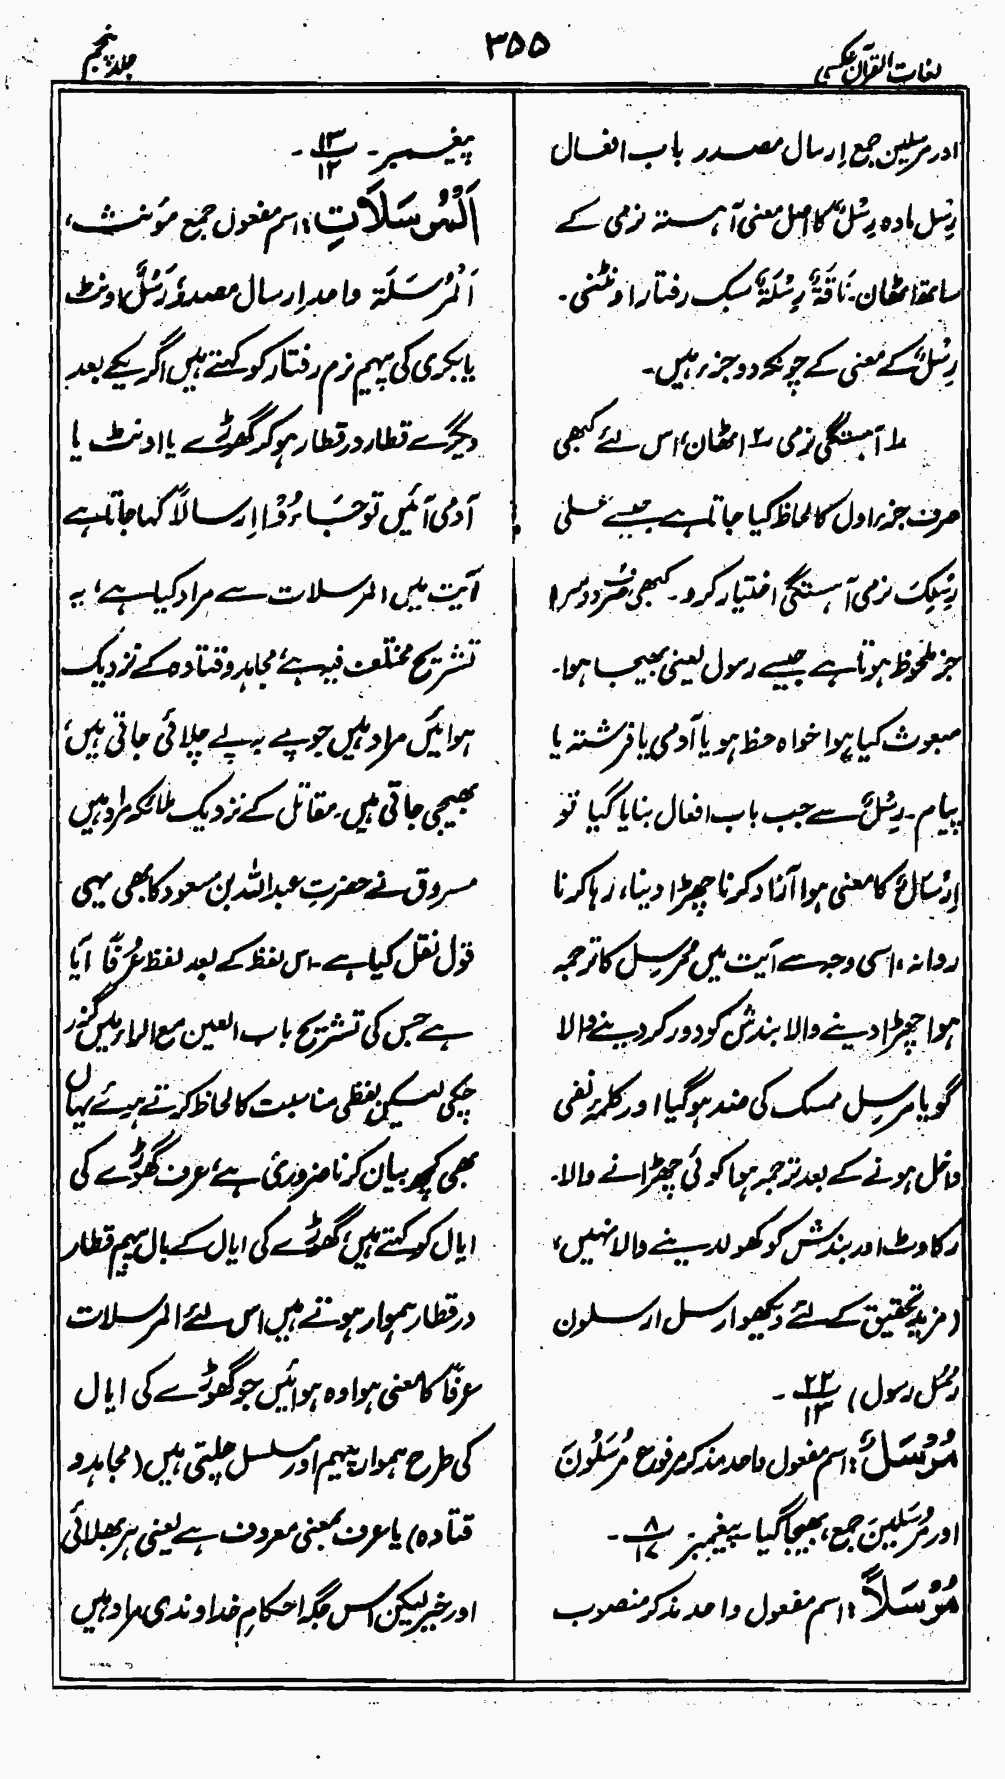 لغات القرآن عکسی
۳۵۵
جلد پنجم
اور مرسلین جمع اِرسال مصدر باب افعال
رِسل مادہ رِسْلٌ کا اصل معنی آہستہ نرمی کے
ساتھ اٹھان۔ نَاقَۃٌ رِسْلَۃٌ سبک رفتار اونٹنی۔
رِسْلٌ کے معنی کے چونکہ دو جزء ہیں۔
۱ آہستگی نرمی ۲ اٹھان، اس لئے کبھی
صرف جزء اول کا لحاظ کیا جاتا ہے جیسے علی
رِسْلِکَ نرمی آہستگی اختیار کرو۔ کبھی صرف دوسرا
جز ملحوظ ہوتا ہے جیسے رسول یعنی بھیجا ہوا۔
مبعوث کیا ہوا خواہ خط ہو یا آدمی یا فرشتہ یا
پیام۔ رِسْلٌ سے جب باب افعال بنایا گیا تو
اِرْسَالٌ کا معنی ہوا آزاد کرنا چھڑا دینا، رہا کرنا
روانہ، اسی وجہ سے آیت میں مُرسِل کا ترجمہ
ہوا چھڑا دینے والا بندش کو دور کر دینے والا
گویا مرسِل ممسک کی ضد ہو گیا اور کلمہ نفی
داخل ہونے کے بعد ترجمہ ہوا کوئی چھڑانے والا۔
رکاوٹ اور بندش کو کھول دینے والا نہیں،
(مزید تحقیق کے لئے دیکھو ارسل ارسلون
رُسُل رسول) ۲۲/۱۳ ۔
مُرْسَلٌ: اسم مفعول واحد مذکر مرفوع مُرْسَلُونَ
اور مُرْسَلِینَ جمع، بھیجا گیا پیغمبر ۸/۱۷ ۔
مُرْسَلاً: اسم مفعول واحد مذکر منصوب
پیغمبر۔ ۱۳/۱۲ ۔
اَلْمُرْسَلَاتِ: اسم مفعول جمع مؤنث،
اَلْمُرْسَلَۃ واحد اِرسال مصدر، رَسْلٌ اونٹ
یا بکری کی پیہم نرم رفتار کو کہتے ہیں اگر یکے بعد
دیگرے قطار در قطار ہو کر گھوڑے یا اونٹ یا
آدمی آئیں تو جَاءُوْا اِرسالاً کہا جاتا ہے
آیت میں المرسلات سے مراد کیا ہے، یہ
تشریح مختلف فیہ ہے، مجاہد و قتادہ کے نزدیک
ہوائیں مراد ہیں جو پے بہ پے چلائی جاتی ہیں،
بھیجی جاتی ہیں۔ مقاتل کے نزدیک ملائکہ مراد ہیں
مسروق نے حضرت عبداللہ بن مسعود کا بھی یہی
قول نقل کیا ہے۔ اس لفظ کے بعد لفظ عُرفًا آیا
ہے جس کی تشریح باب العین مع الراء میں گزر
چکی لیکن لفظی مناسبت کا لحاظ کرتے ہوئے یہاں
بھی کچھ بیان کرنا ضروری ہے، عرف گھوڑے کی
ایال کو کہتے ہیں، گھوڑے کی ایال کے بال پیہم قطار
در قطار ہموار ہوتے ہیں اس لئے المرسلات
عرفاً کا معنی ہوا وہ ہوائیں جو گھوڑے کی ایال
کی طرح ہموار پیہم اور مسلسل چلتی ہیں (مجاہد و
قتادہ) یا عرف بمعنی معروف ہے یعنی ہر بھلائی
اور خیر لیکن اس جگہ احکام خداوندی مراد ہیں